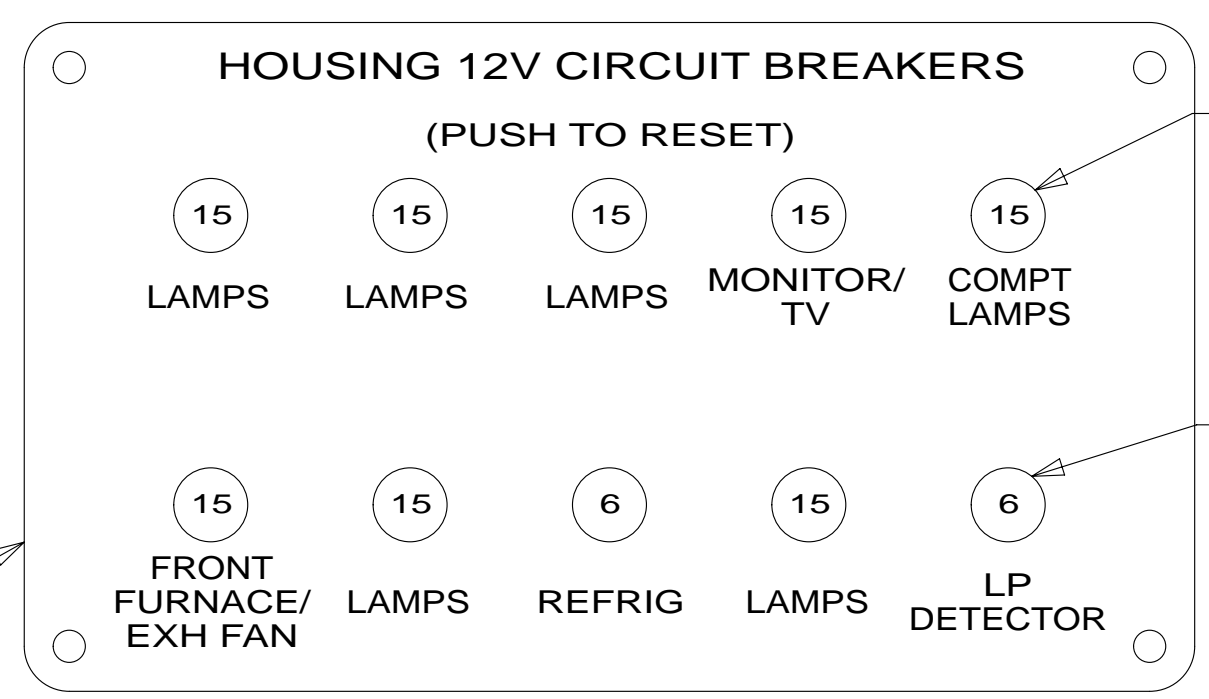 HOUSING 12V CIRCUIT BREAKERS
(PUSH TO RESET)
15 15 15 15 15
LAMPS LAMPS LAMPS MONITOR/ COMPT
TV LAMPS
15 15 6 15 6
FRONT
FURNACE/
EXH FAN
LAMPS
REFRIG
LAMPS
LP
DETECTOR